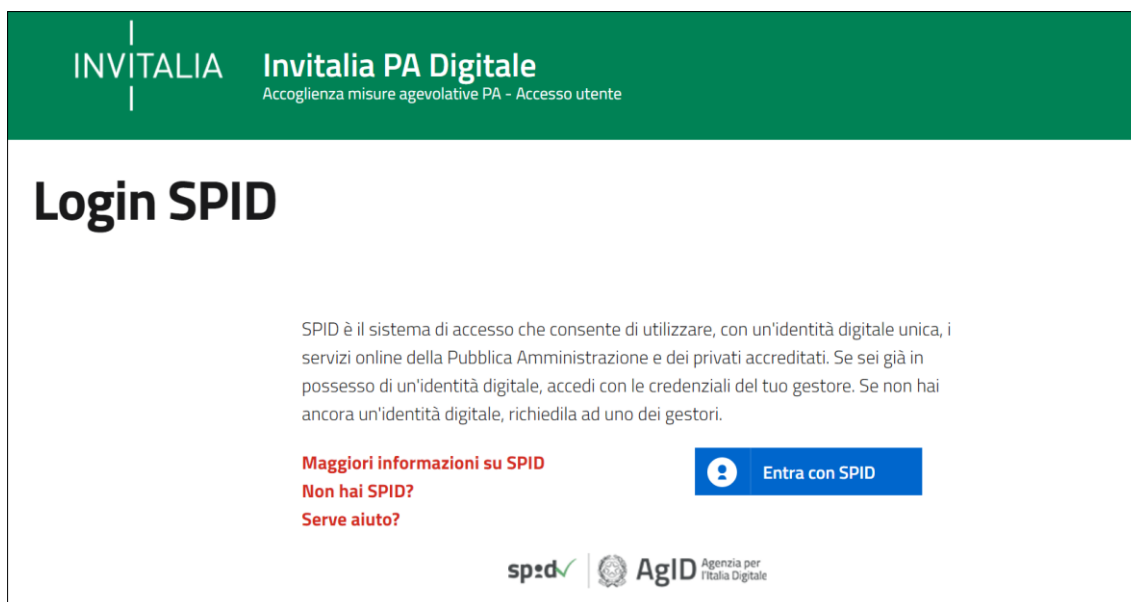 INVITALIA
Invitalia PA Digitale
Accoglienza misure agevolative PA - Accesso utente
Login SPID
SPID è il sistema di accesso che consente di utilizzare, con un'identità digitale unica, i
servizi online della Pubblica Amministrazione e dei privati accreditati. Se sei già in
possesso di un'identità digitale, accedi con le credenziali del tuo gestore. Se non hai
ancora un'identità digitale, richiedila ad uno dei gestori.
Maggiori informazioni su SPID
Non hai SPID?
Serve aiuto?
Entra con SPID
spid
AgID Agenzia per
l'Italia Digitale